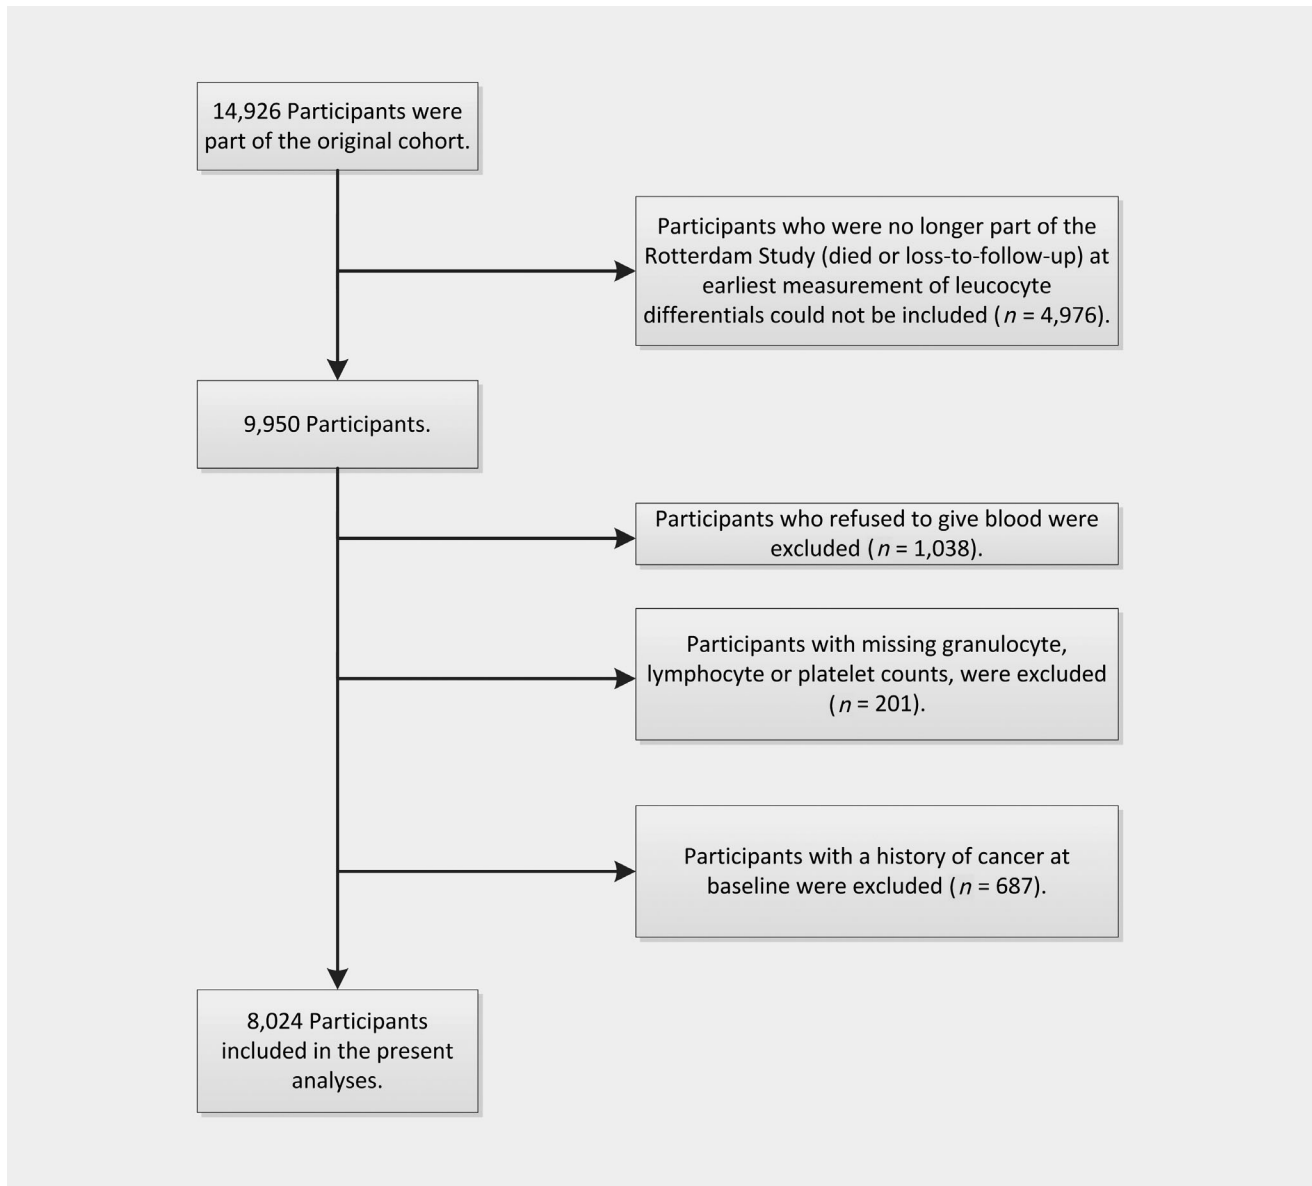 14,926 Participants were
part of the original cohort.
Participants who were no longer part of the
Rotterdam Study (died or loss-to-follow-up) at
earliest measurement of leucocyte
differentials could not be included (n = 4,976).
9,950 Participants.
Participants who refused to give blood were
excluded (n = 1,038).
Participants with missing granulocyte,
lymphocyte or platelet counts, were excluded
(n = 201).
Participants with a history of cancer at
baseline were excluded (n = 687).
8,024 Participants
included in the present
analyses.